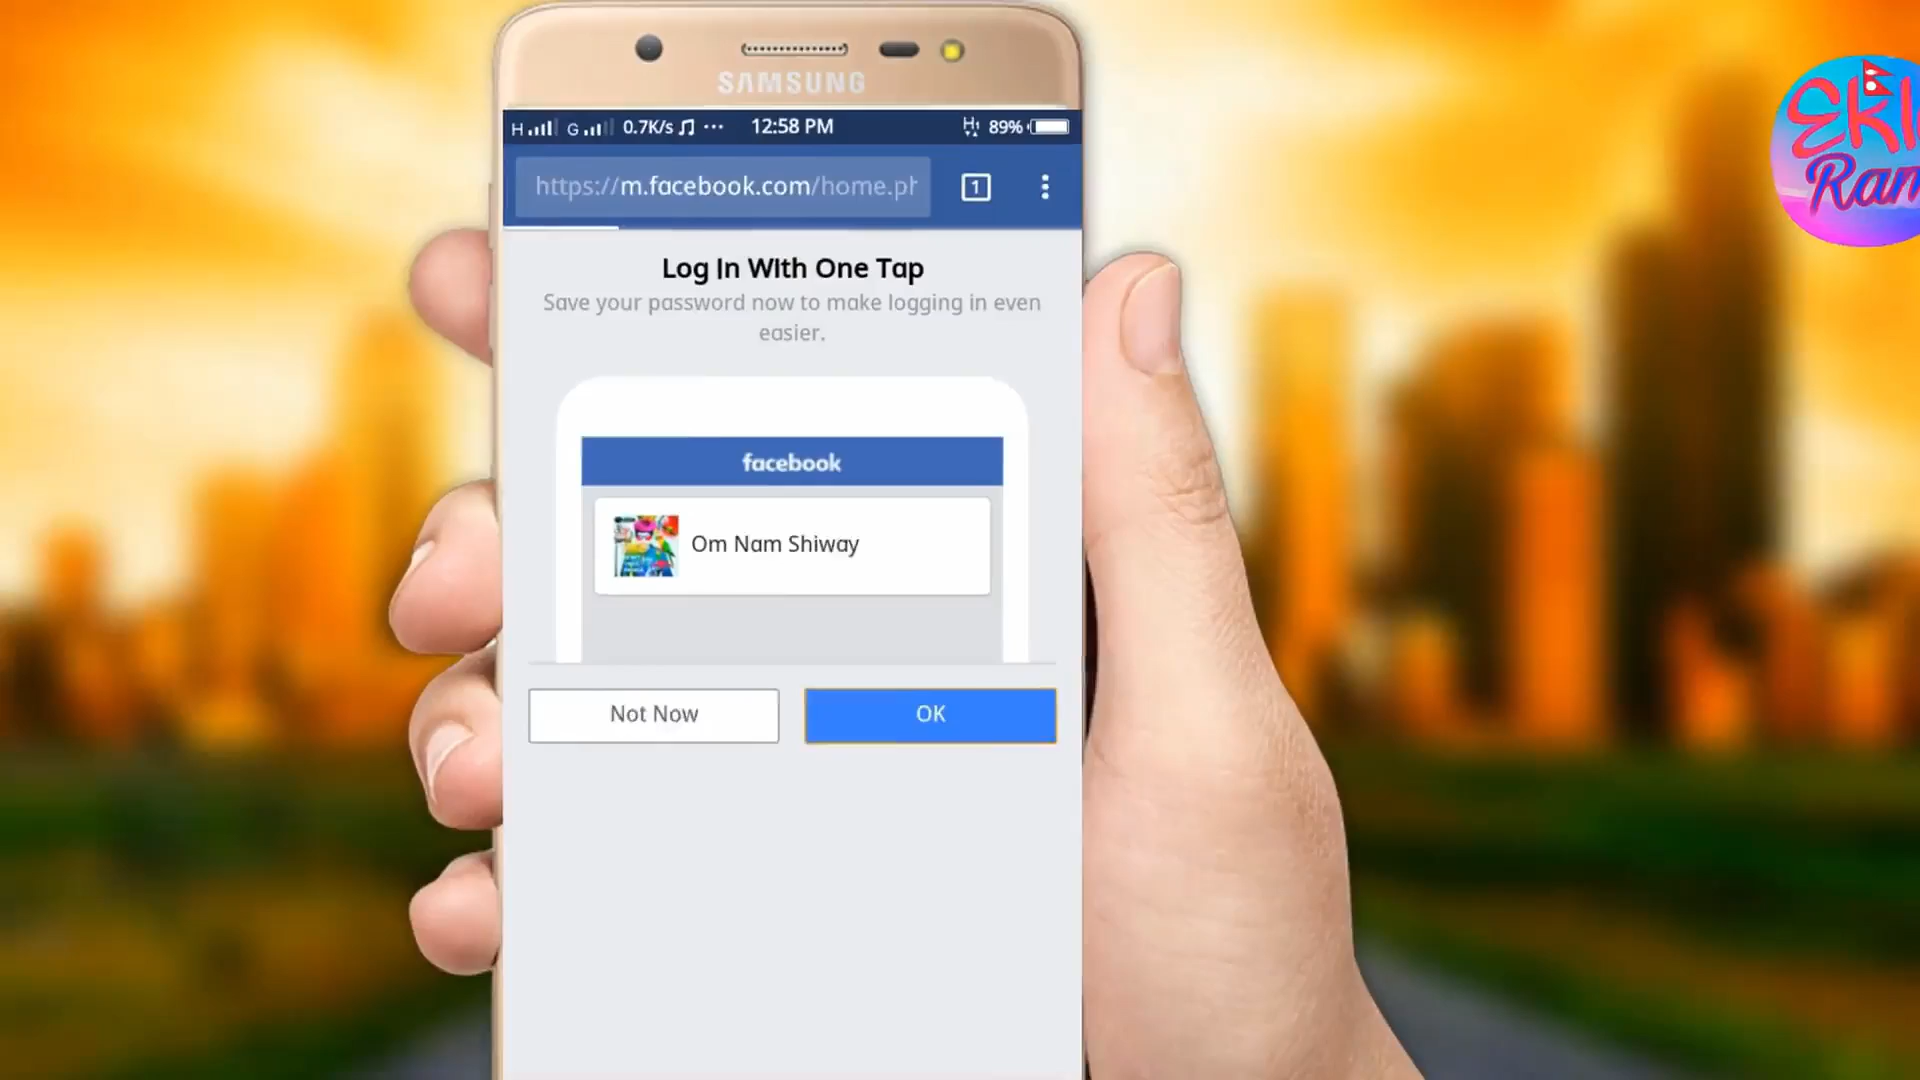 SAMSUNG
H G 0.7K/s ... 12:58 PM H 89%
https://m.facebook.com/home.ph
1
Log In With One Tap
Save your password now to make logging in even
easier.
facebook
Om Nam Shiway
Not Now
OK